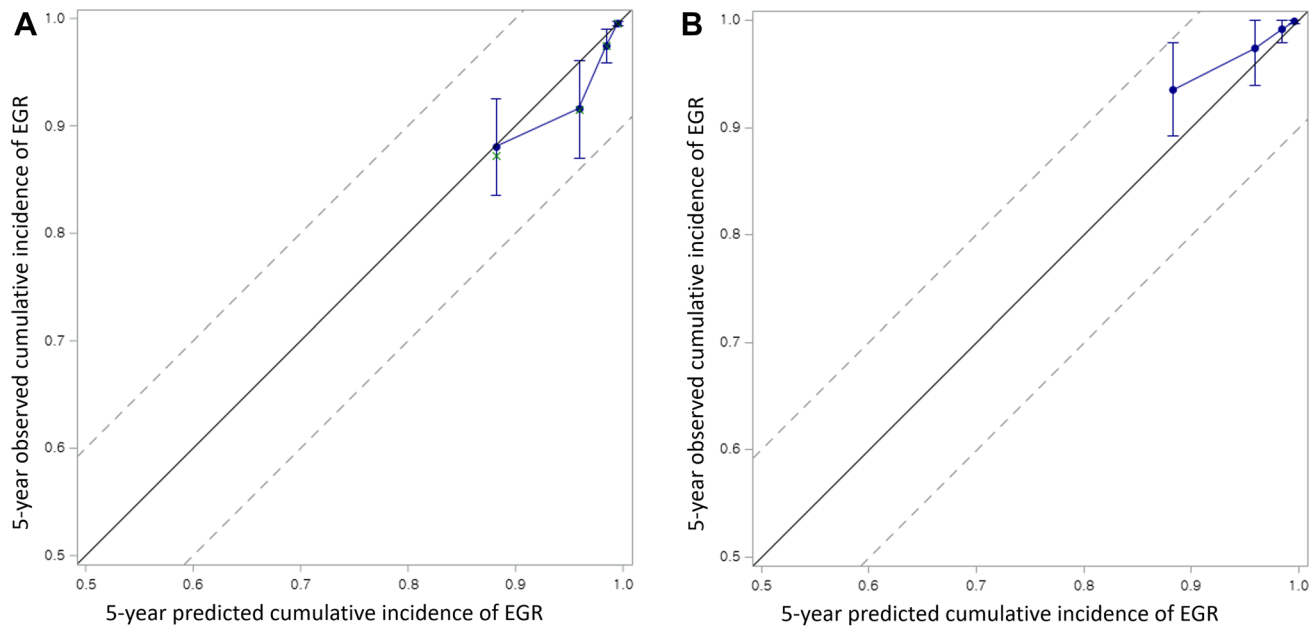 A
5-year observed cumulative incidence of EGR
1.0
0.9
0.8
0.7
0.6
0.5
0.5 0.6 0.7 0.8 0.9 1.0
5-year predicted cumulative incidence of EGR
B
5-year observed cumulative incidence of EGR
1.0
0.9
0.8
0.7
0.6
0.5
0.5 0.6 0.7 0.8 0.9 1.0
5-year predicted cumulative incidence of EGR